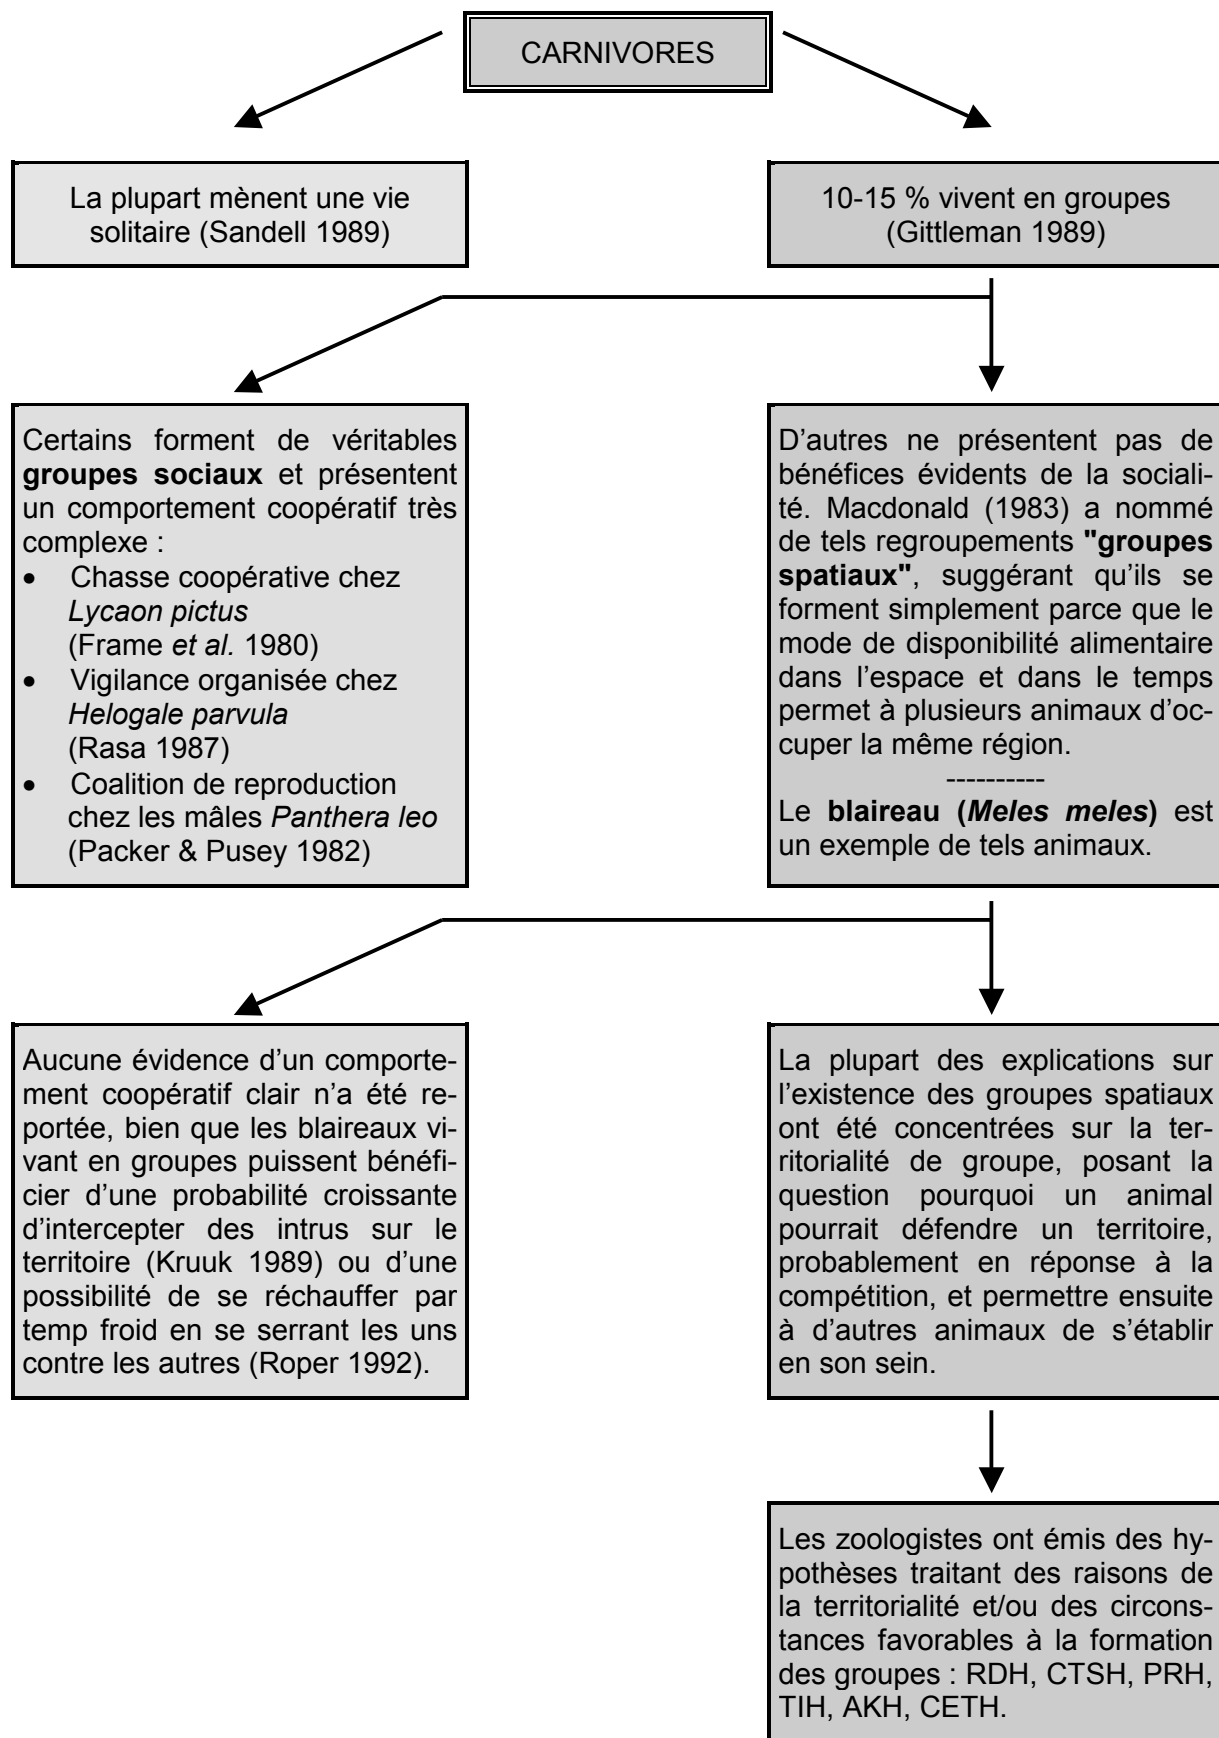 CARNIVORES
La plupart mènent une vie
solitaire (Sandell 1989)
10-15 % vivent en groupes
(Gittleman 1989)
Certains forment de véritables
groupes sociaux et présentent
un comportement coopératif très
complexe :
• Chasse coopérative chez
Lycaon pictus
(Frame et al. 1980)
• Vigilance organisée chez
Helogale parvula
(Rasa 1987)
• Coalition de reproduction
chez les mâles Panthera leo
(Packer & Pusey 1982)
D’autres ne présentent pas de
bénéfices évidents de la sociali-
té. Macdonald (1983) a nommé
de tels regroupements "groupes
spatiaux", suggérant qu’ils se
forment simplement parce que le
mode de disponibilité alimentaire
dans l’espace et dans le temps
permet à plusieurs animaux d’oc-
cuper la même région.
----------
Le blaireau (Meles meles) est
un exemple de tels animaux.
Aucune évidence d’un comporte-
ment coopératif clair n’a été re-
portée, bien que les blaireaux vi-
vant en groupes puissent bénéfi-
cier d’une probabilité croissante
d’intercepter des intrus sur le
territoire (Kruuk 1989) ou d’une
possibilité de se réchauffer par
temp froid en se serrant les uns
contre les autres (Roper 1992).
La plupart des explications sur
l’existence des groupes spatiaux
ont été concentrées sur la ter-
ritorialité de groupe, posant la
question pourquoi un animal
pourrait défendre un territoire,
probablement en réponse à la
compétition, et permettre ensuite
à d’autres animaux de s’établir
en son sein.
Les zoologistes ont émis des hy-
pothèses traitant des raisons de
la territorialité et/ou des circons-
tances favorables à la formation
des groupes : RDH, CTSH, PRH,
TIH, AKH, CETH.